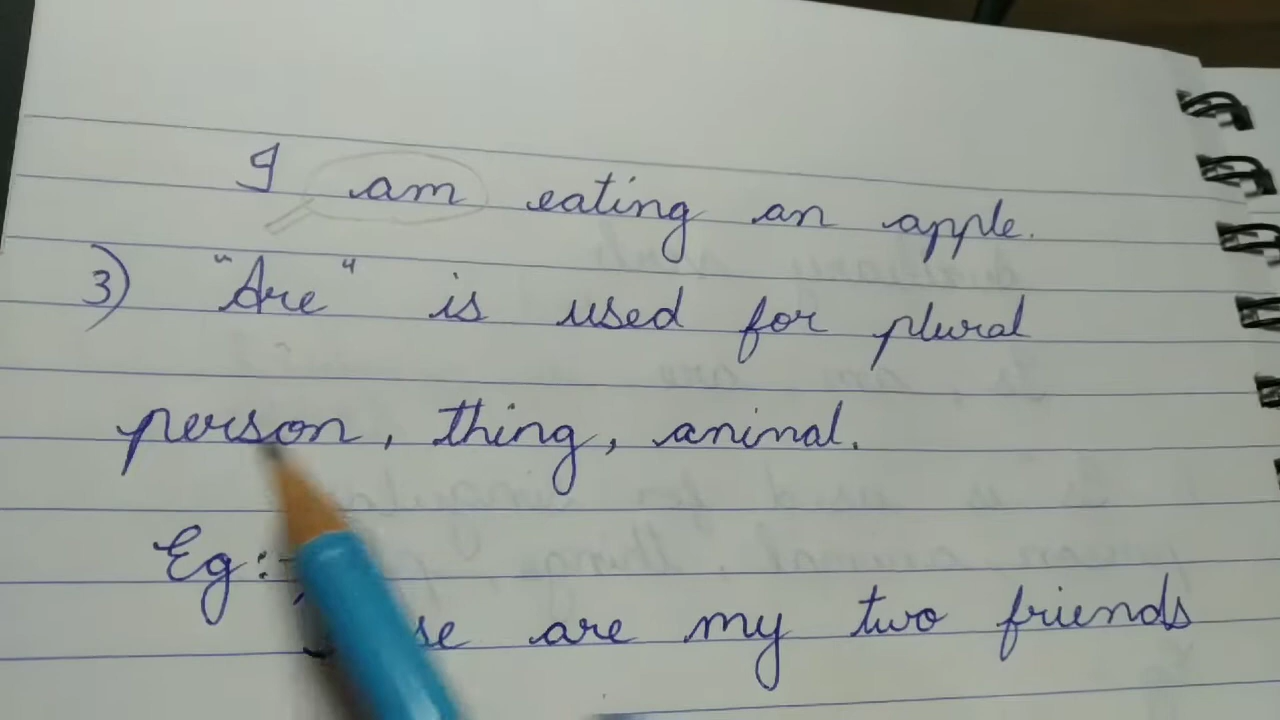 I am eating an apple.
3) "Are" is used for plural
person, thing, animal.
Eg:-
are my two friends